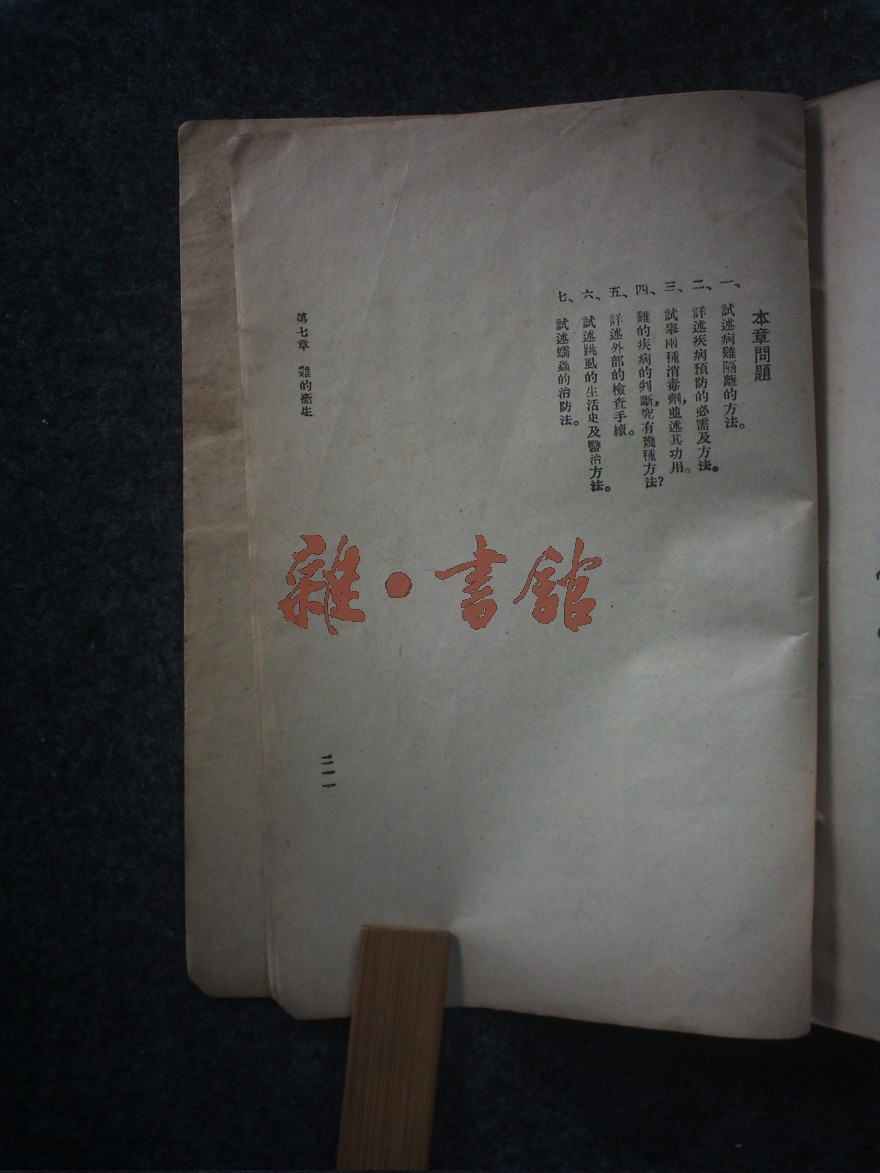 本章問題
一、試述病雞隔離的方法。
二、詳述疾病預防的必需及方法。
三、試舉兩種消毒劑，並述其功用。
四、雞的疾病的判斷，究有幾種方法？
五、詳述外部的檢查手續。
六、試述跳虱的生活史及醫治方法。
七、試述蠕蟲的治防法。
第七章 雞的衞生
二一一
雜·書館